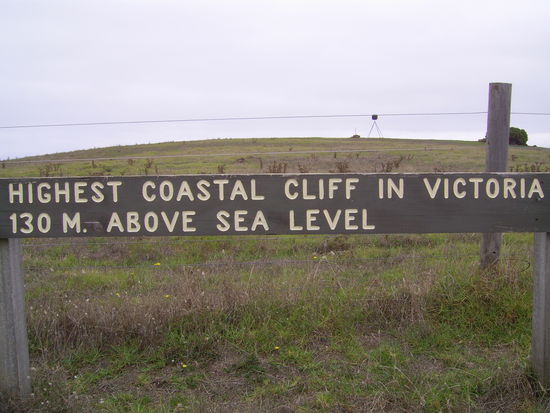 HIGHEST COASTAL CLIFF IN VICTORIA
130 M. ABOVE SEA LEVEL